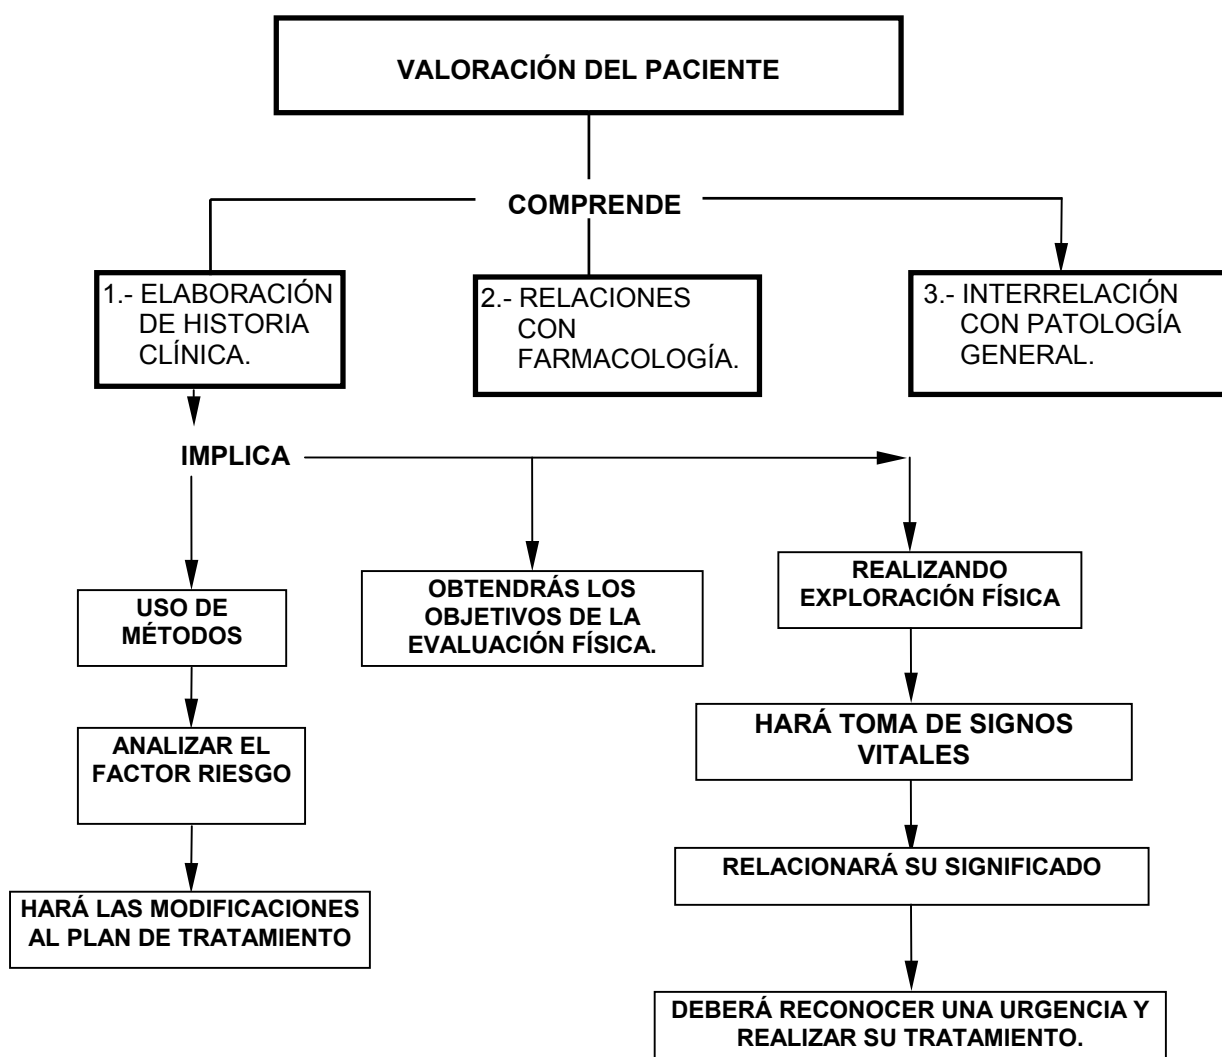 VALORACIÓN DEL PACIENTE
COMPRENDE
1.- ELABORACIÓN
DE HISTORIA
CLÍNICA.
2.- RELACIONES
CON
FARMACOLOGÍA.
3.- INTERRELACIÓN
CON PATOLOGÍA
GENERAL.
IMPLICA
USO DE
MÉTODOS
ANALIZAR EL
FACTOR RIESGO
HARÁ LAS MODIFICACIONES
AL PLAN DE TRATAMIENTO
OBTENDRÁS LOS
OBJETIVOS DE LA
EVALUACIÓN FÍSICA.
REALIZANDO
EXPLORACIÓN FÍSICA
HARÁ TOMA DE SIGNOS
VITALES
RELACIONARÁ SU SIGNIFICADO
DEBERÁ RECONOCER UNA URGENCIA Y
REALIZAR SU TRATAMIENTO.